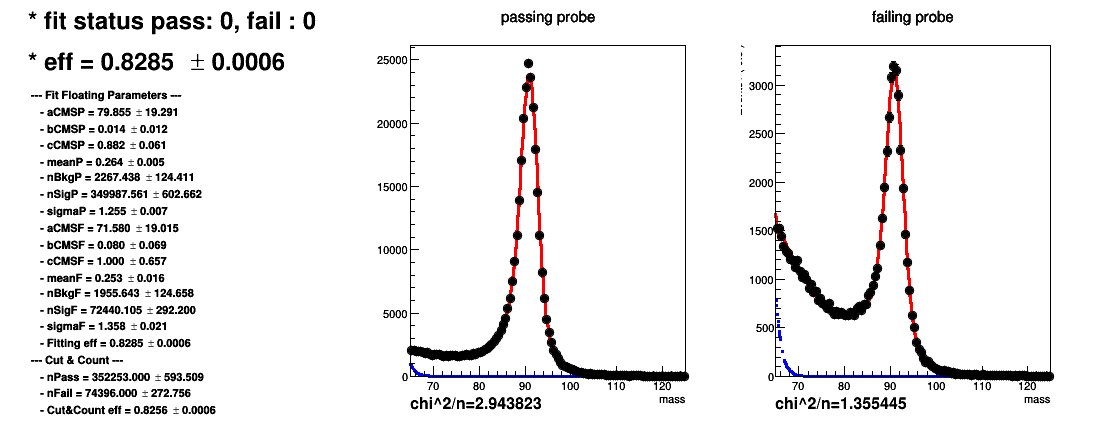 * fit status pass: 0, fail : 0
* eff = 0.8285 ± 0.0006
--- Fit Floating Parameters ---
- aCMSP = 79.855 ± 19.291
- bCMSP = 0.014 ± 0.012
- cCMSP = 0.882 ± 0.061
- meanP = 0.264 ± 0.005
- nBkgP = 2267.438 ± 124.411
- nSigP = 349987.561 ± 602.662
- sigmaP = 1.255 ± 0.007
- aCMSF = 71.580 ± 19.015
- bCMSF = 0.080 ± 0.069
- cCMSF = 1.000 ± 0.657
- meanF = 0.253 ± 0.016
- nBkgF = 1955.643 ± 124.658
- nSigF = 72440.105 ± 292.200
- sigmaF = 1.358 ± 0.021
- Fitting eff = 0.8285 ± 0.0006
--- Cut & Count ---
- nPass = 352253.000 ± 593.509
- nFail = 74396.000 ± 272.756
- Cut&Count eff = 0.8256 ± 0.0006
passing probe
25000
20000
15000
10000
5000
0
70 80 90 100 110 120
mass
chi^2/n=2.943823
failing probe
3000
2500
2000
1500
1000
500
0
70 80 90 100 110 120
mass
chi^2/n=1.355445